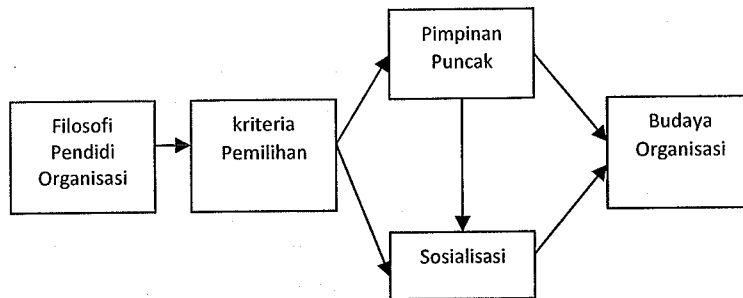 Filosofi
Pendidi
Organisasi
kriteria
Pemilihan
Pimpinan
Puncak
Sosialisasi
Budaya
Organisasi